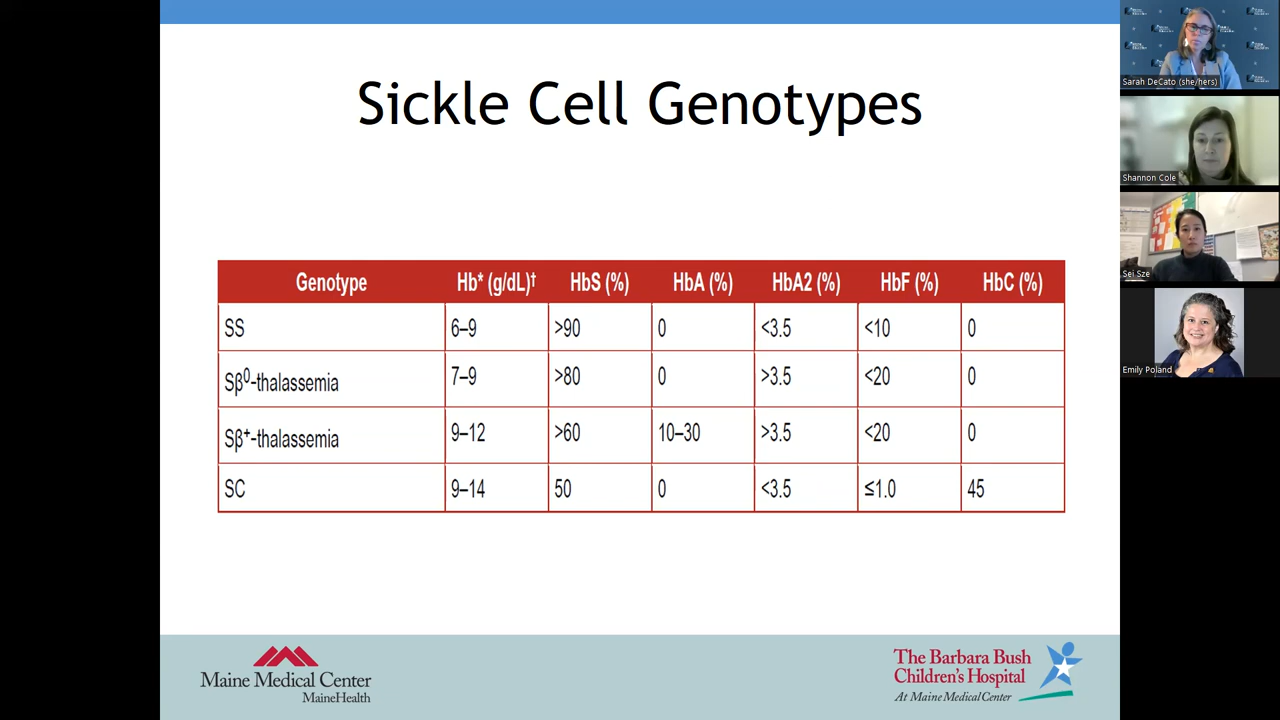 Sickle Cell Genotypes
Genotype Hb* (g/dL)† HbS (%) HbA (%) HbA2 (%) HbF (%) HbC (%)
SS 6–9 >90 0 <3.5 <10 0
Sβ⁰-thalassemia 7–9 >80 0 >3.5 <20 0
Sβ⁺-thalassemia 9–12 >60 10–30 >3.5 <20 0
SC 9–14 50 0 <3.5 ≤1.0 45
Maine Medical Center
MaineHealth
The Barbara Bush
Children's Hospital
At Maine Medical Center
Sarah DeCato (she/hers)
Shannon Cole
Sei Sze
Emily Poland